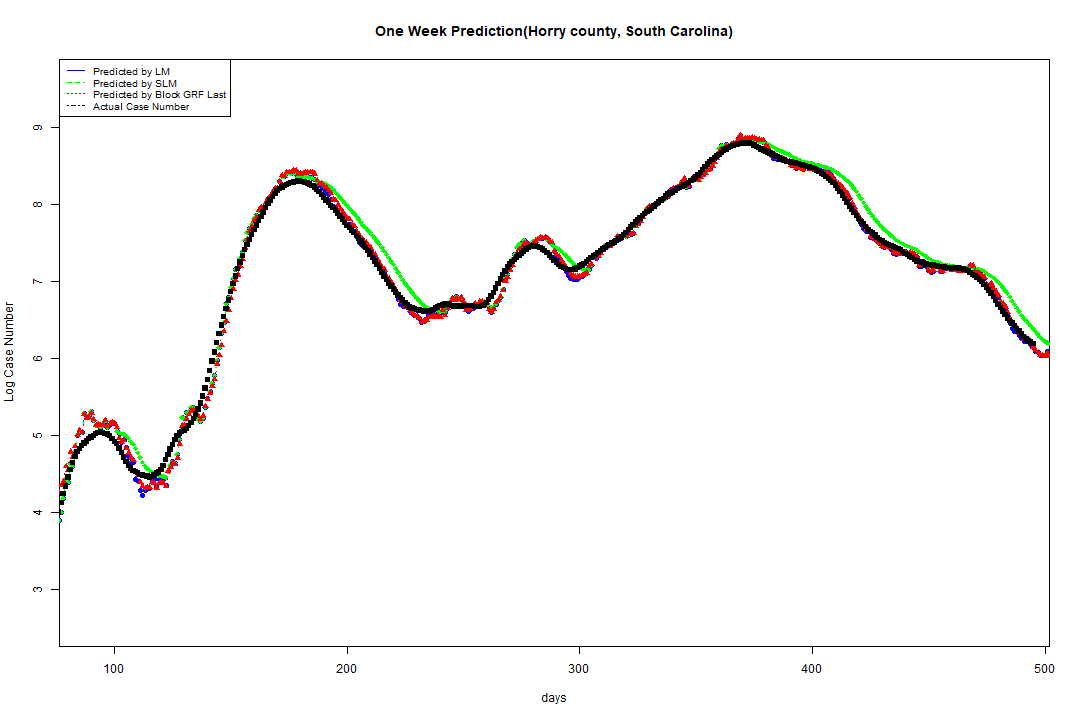 One Week Prediction(Horry county, South Carolina)
Predicted by LM
Predicted by SLM
Predicted by Block GRF Last
Actual Case Number
9
8
7
6
5
4
3
Log Case Number
100 200 300 400 500
days